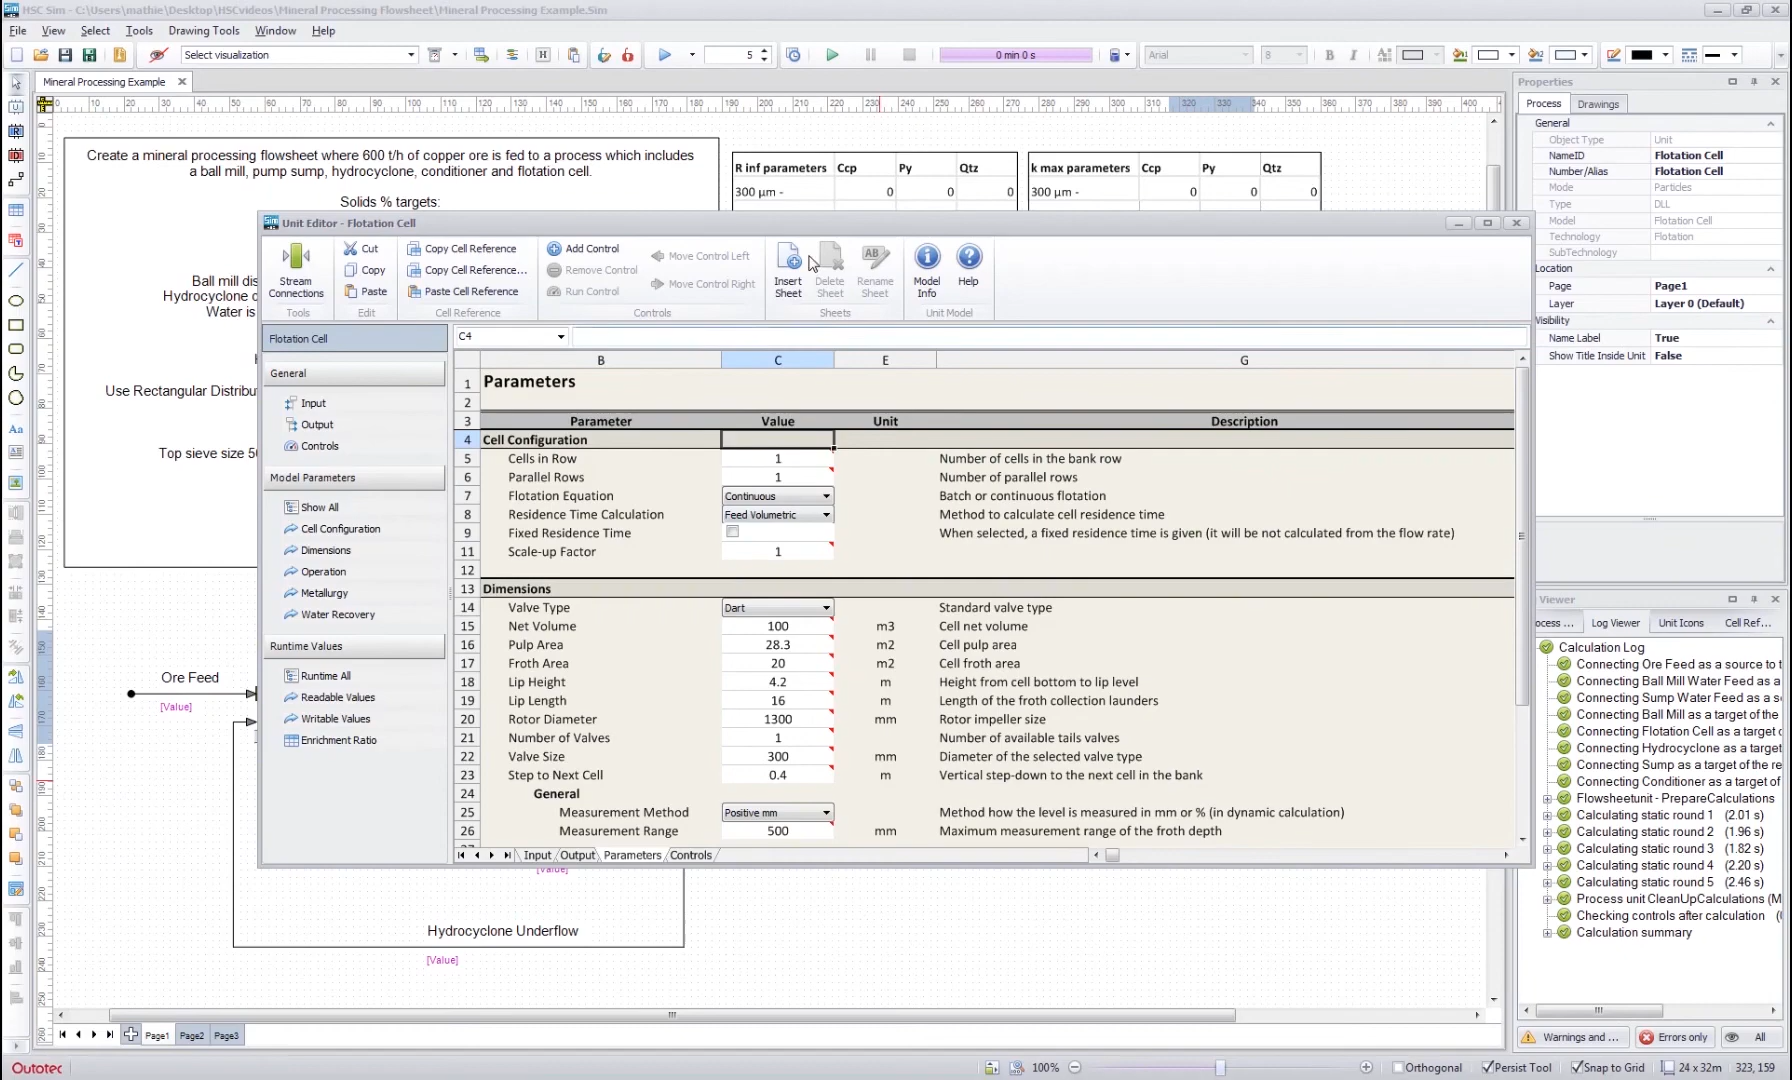 HSC Sim - C:\Users\mathie\Desktop\HSCvideos\Mineral Processing Flowsheet\Mineral Processing Example.Sim
File View Select Tools Drawing Tools Window Help
Select visualization
5
0 min 0 s
Arial
8
Mineral Processing Example
Create a mineral processing flowsheet where 600 t/h of copper ore is fed to a process which includes
a ball mill, pump sump, hydrocyclone, conditioner and flotation cell.
Solids % targets:
Ball mill dis
Hydrocyclone c
Water is
Use Rectangular Distribut
Top sieve size 50
R inf parameters Ccp Py Qtz
300 µm - 0 0 0
k max parameters Ccp Py Qtz
300 µm - 0 0 0
Unit Editor - Flotation Cell
Stream Connections
Tools
Cut
Copy
Paste
Edit
Copy Cell Reference
Copy Cell Reference...
Paste Cell Reference
Cell Reference
Add Control
Remove Control
Run Control
Move Control Left
Move Control Right
Controls
Insert Sheet
Delete Sheet
Rename Sheet
Sheets
Model Info
Help
Unit Model
Flotation Cell
General
Input
Output
Controls
Model Parameters
Show All
Cell Configuration
Dimensions
Operation
Metallurgy
Water Recovery
Runtime Values
Runtime All
Readable Values
Writable Values
Enrichment Ratio
C4
B C E G
1 Parameters
2
3 Parameter Value Unit Description
4 Cell Configuration
5 Cells in Row 1 Number of cells in the bank row
6 Parallel Rows 1 Number of parallel rows
7 Flotation Equation Continuous Batch or continuous flotation
8 Residence Time Calculation Feed Volumetric Method to calculate cell residence time
9 Fixed Residence Time When selected, a fixed residence time is given (it will be not calculated from the flow rate)
11 Scale-up Factor 1
12
13 Dimensions
14 Valve Type Dart Standard valve type
15 Net Volume 100 m3 Cell net volume
16 Pulp Area 28.3 m2 Cell pulp area
17 Froth Area 20 m2 Cell froth area
18 Lip Height 4.2 m Height from cell bottom to lip level
19 Lip Length 16 m Length of the froth collection launders
20 Rotor Diameter 1300 mm Rotor impeller size
21 Number of Valves 1 Number of available tails valves
22 Valve Size 300 mm Diameter of the selected valve type
23 Step to Next Cell 0.4 m Vertical step-down to the next cell in the bank
24 General
25 Measurement Method Positive mm Method how the level is measured in mm or % (in dynamic calculation)
26 Measurement Range 500 mm Maximum measurement range of the froth depth
Input Output Parameters Controls
Ore Feed
[Value]
[Value]
Hydrocyclone Underflow
[Value]
Page1 Page2 Page3
Properties
Process Drawings
General
Object Type Unit
NameID Flotation Cell
Number/Alias Flotation Cell
Mode Particles
Type DLL
Model Flotation Cell
Technology Flotation
SubTechnology
Location
Page Page1
Layer Layer 0 (Default)
Visibility
Name Label True
Show Title Inside Unit False
Viewer
ocess ... Log Viewer Unit Icons Cell Ref...
Calculation Log
Connecting Ore Feed as a source to t
Connecting Ball Mill Water Feed as a
Connecting Sump Water Feed as a s
Connecting Ball Mill as a target of the
Connecting Flotation Cell as a target
Connecting Hydrocyclone as a target
Connecting Sump as a target of the re
Connecting Conditioner as a target of
Flowsheetunit - PrepareCalculations
Calculating static round 1 (2.01 s)
Calculating static round 2 (1.96 s)
Calculating static round 3 (1.82 s)
Calculating static round 4 (2.20 s)
Calculating static round 5 (2.46 s)
Process unit CleanUpCalculations (M
Checking controls after calculation
Calculation summary
Warnings and ... Errors only All
Outotec
100%
Orthogonal Persist Tool Snap to Grid 24 x 32m 323, 159